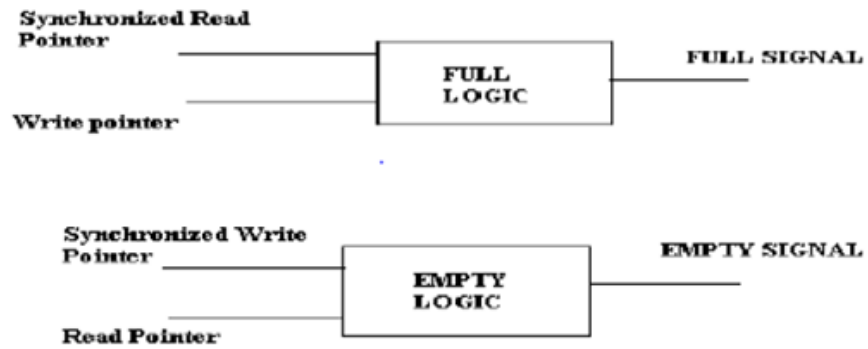 Synchronized Read
Pointer
FULL
LOGIC
FULL SIGNAL
Write pointer
Synchronized Write
Pointer
EMPTY
LOGIC
EMPTY SIGNAL
Read Pointer